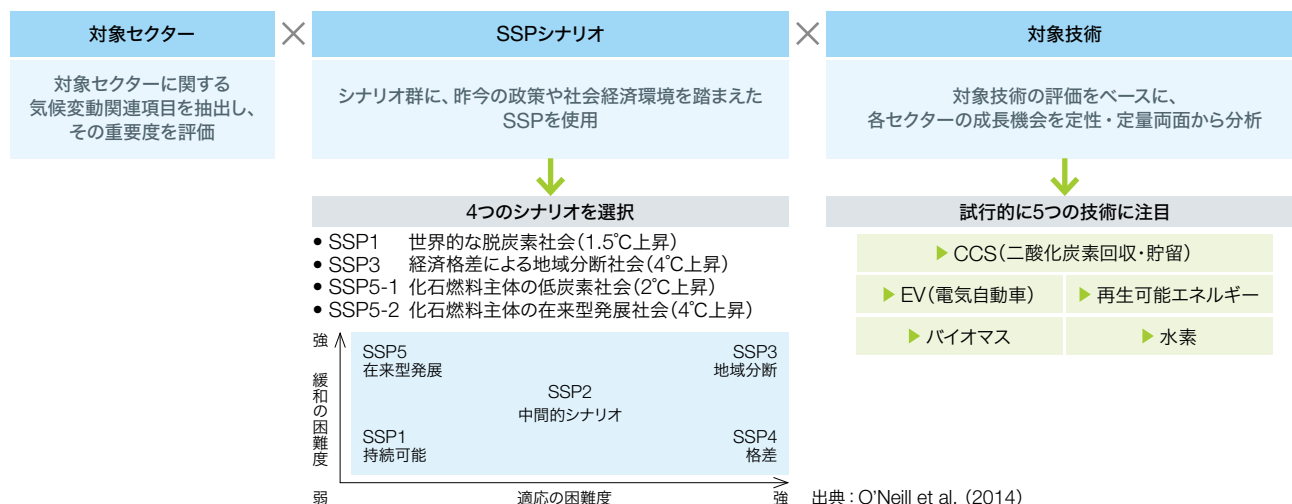 対象セクター
×
SSPシナリオ
×
対象技術
対象セクターに関する
気候変動関連項目を抽出し、
その重要度を評価
シナリオ群に、昨今の政策や社会経済環境を踏まえた
SSPを使用
対象技術の評価をベースに、
各セクターの成長機会を定性・定量両面から分析
4つのシナリオを選択
• SSP1 世界的な脱炭素社会(1.5℃上昇)
• SSP3 経済格差による地域分断社会(4℃上昇)
• SSP5-1 化石燃料主体の低炭素社会(2℃上昇)
• SSP5-2 化石燃料主体の在来型発展社会(4℃上昇)
試行的に5つの技術に注目
▶ CCS(二酸化炭素回収・貯留)
▶ EV(電気自動車)
▶ 再生可能エネルギー
▶ バイオマス
▶ 水素
強
緩和の困難度
SSP5
在来型発展
SSP3
地域分断
SSP2
中間的シナリオ
SSP1
持続可能
SSP4
格差
弱
適応の困難度
強
出典:O'Neill et al. (2014)